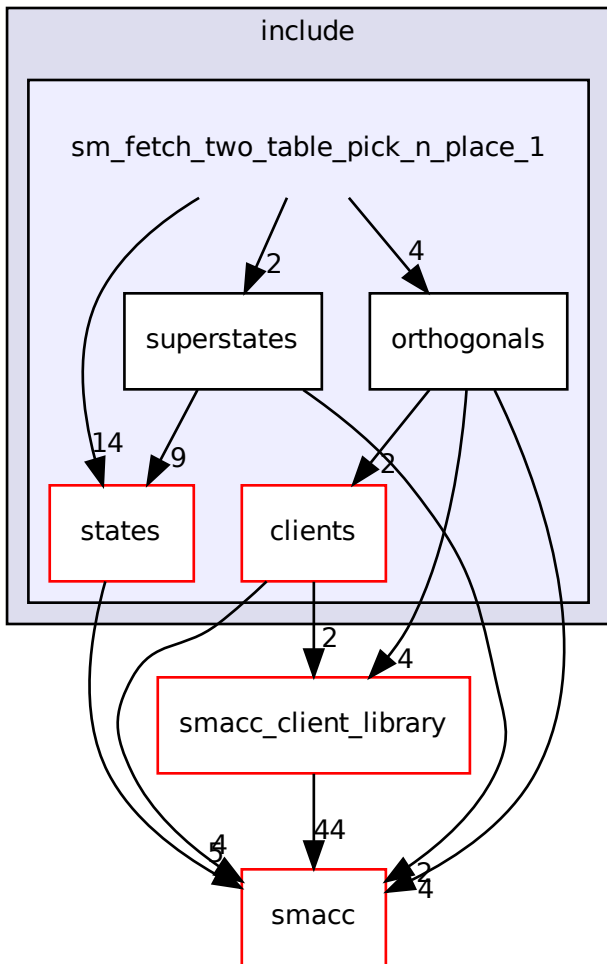 include
sm_fetch_two_table_pick_n_place_1
2
4
superstates
orthogonals
14
9
2
states
clients
2
4
smacc_client_library
44
4
5
2
4
smacc